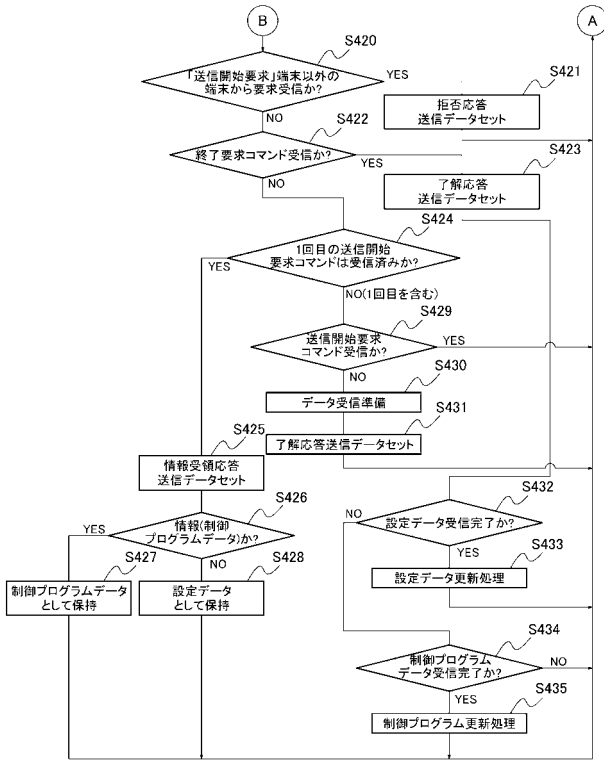 B
A
S420
「送信開始要求」端末以外の
端末から要求受信か?
YES
NO
S421
拒否応答
送信データセット
S422
終了要求コマンド受信か?
YES
NO
S423
了解応答
送信データセット
S424
1回目の送信開始
要求コマンドは受信済みか?
YES
NO(1回目を含む)
S429
送信開始要求
コマンド受信か?
YES
NO
S430
データ受信準備
S431
了解応答送信データセット
S425
情報受領応答
送信データセット
S426
情報(制御
プログラムデータ)か?
YES
NO
S427
制御プログラムデータ
として保持
S428
設定データ
として保持
S432
設定データ受信完了か?
NO
YES
S433
設定データ更新処理
S434
制御プログラム
データ受信完了か?
NO
YES
S435
制御プログラム更新処理